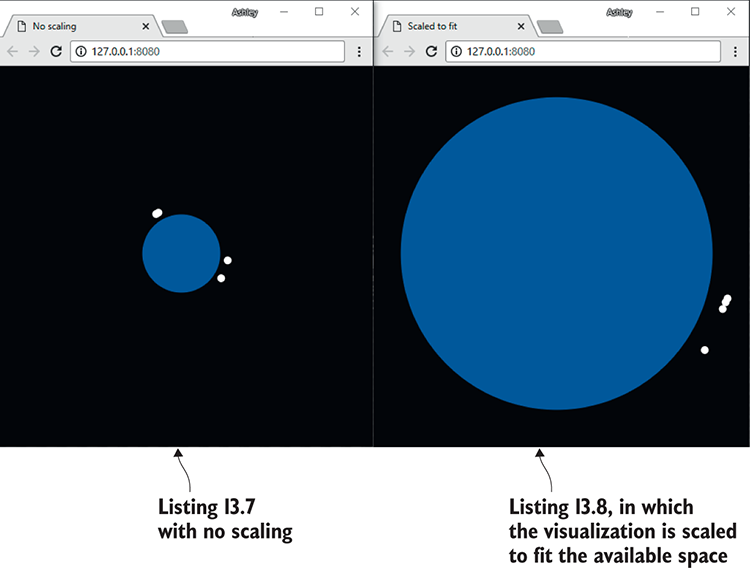 Ashley
No scaling
127.0.0.1:8080
Ashley
Scaled to fit
127.0.0.1:8080
Listing 13.7
with no scaling
Listing 13.8, in which
the visualization is scaled
to fit the available space